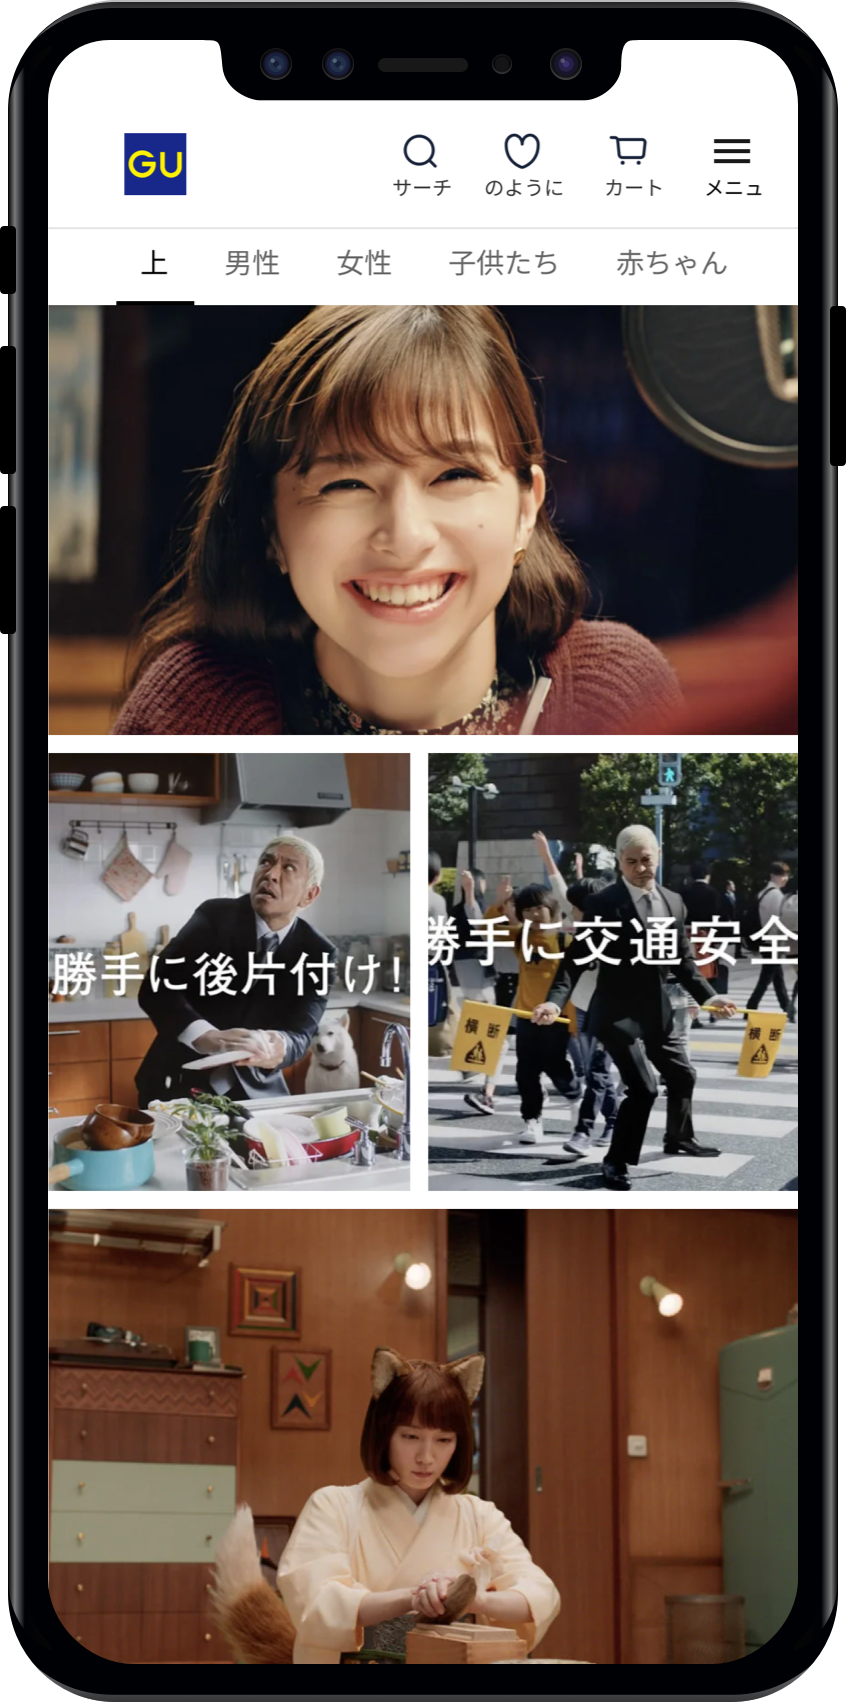 GU
サーチ
のように
カート
メニュ
上
男性
女性
子供たち
赤ちゃん
勝手に後片付け!
勝手に交通安全
横断
横断